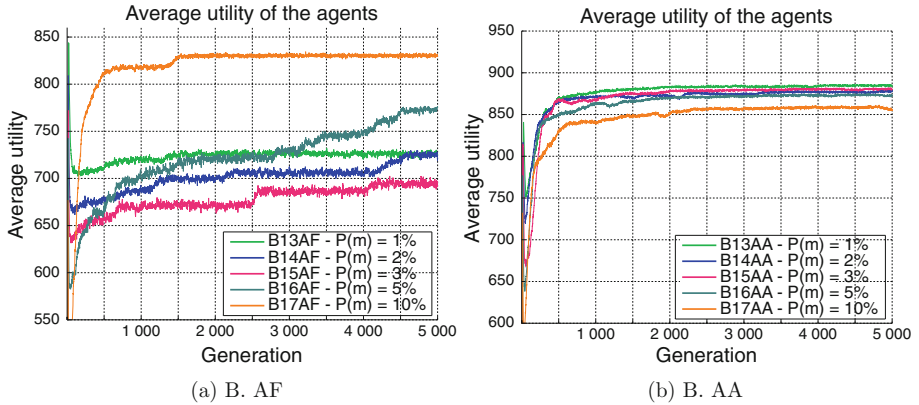 Average utility of the agents
850
800
750
700
650
600
550
Average utility
1 000
2 000
3 000
4 000
5 000
Generation
B13AF - P(m) = 1%
B14AF - P(m) = 2%
B15AF - P(m) = 3%
B16AF - P(m) = 5%
B17AF - P(m) = 10%
(a) B. AF
Average utility of the agents
950
900
850
800
750
700
650
600
Average utility
1 000
2 000
3 000
4 000
5 000
Generation
B13AA - P(m) = 1%
B14AA - P(m) = 2%
B15AA - P(m) = 3%
B16AA - P(m) = 5%
B17AA - P(m) = 10%
(b) B. AA